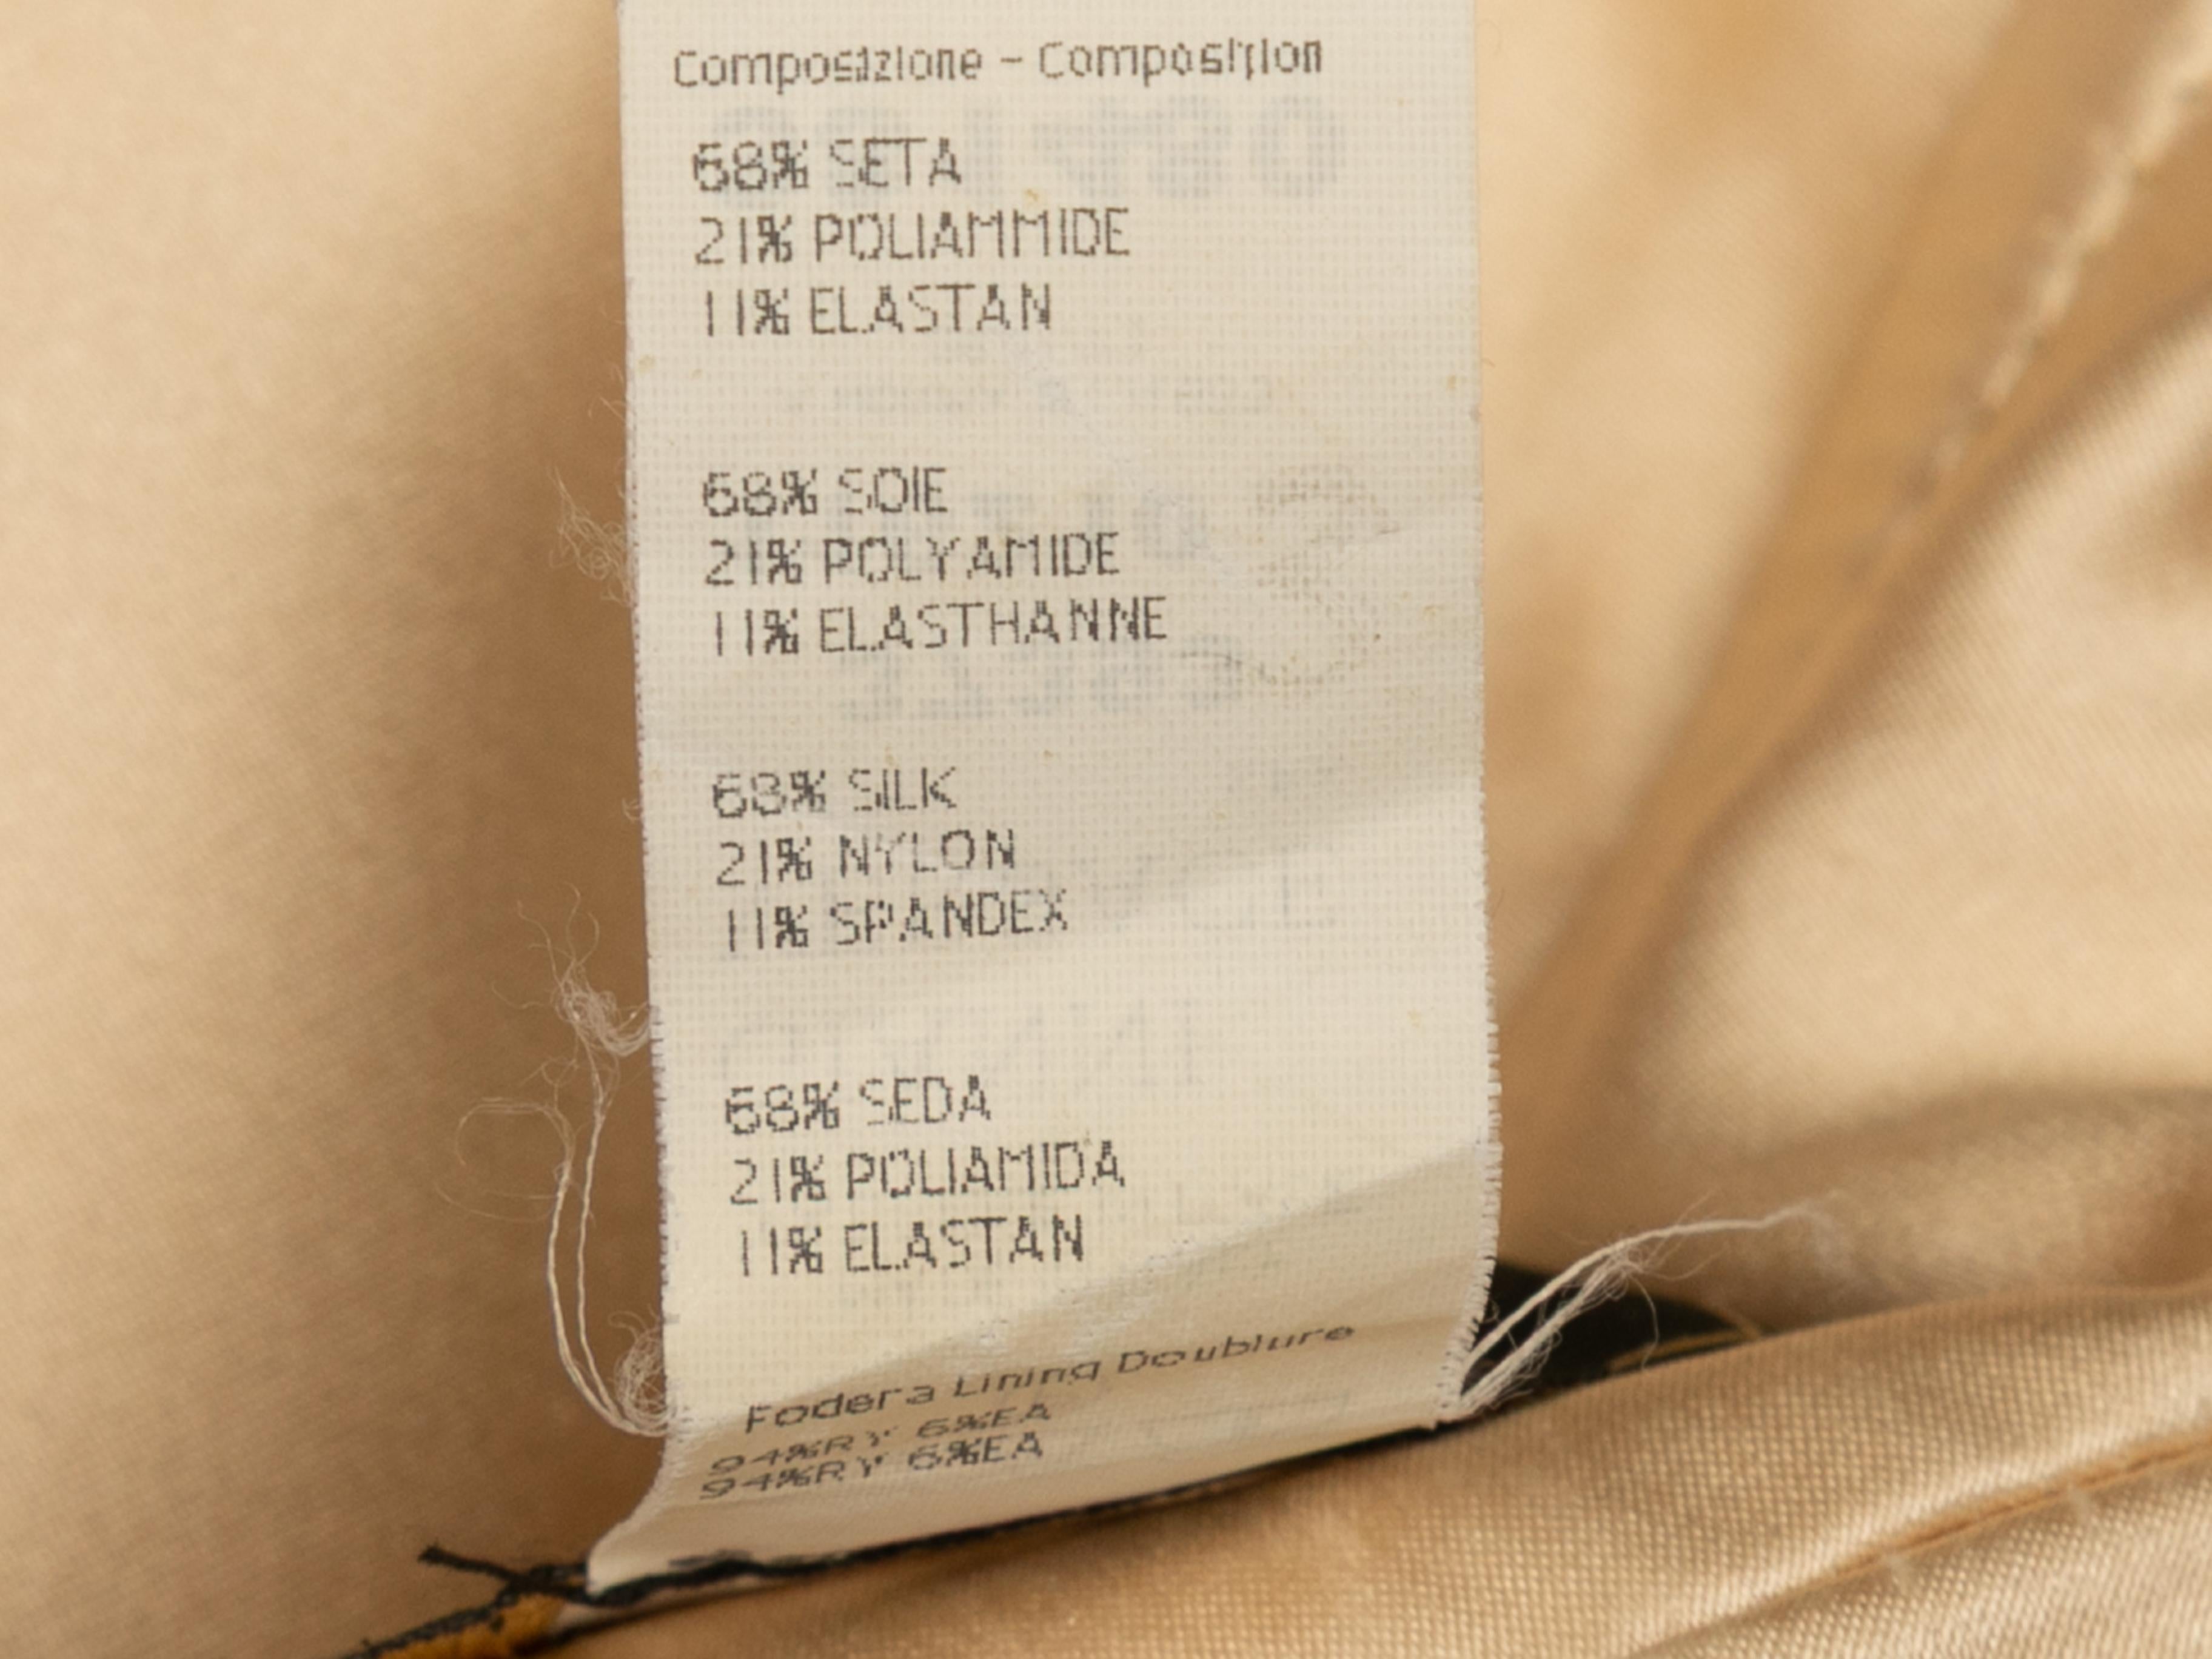 Composizione - Composition
68% SETA
21% POLIAMMIDE
11% ELASTAN
68% SOIE
21% POLYAMIDE
11% ELASTHANNE
68% SILK
21% NYLON
11% SPANDEX
68% SEDA
21% POLIAMIDA
11% ELASTAN
Fodera Lining Doublure
94%RY 6%EA
94%RY 6%EA